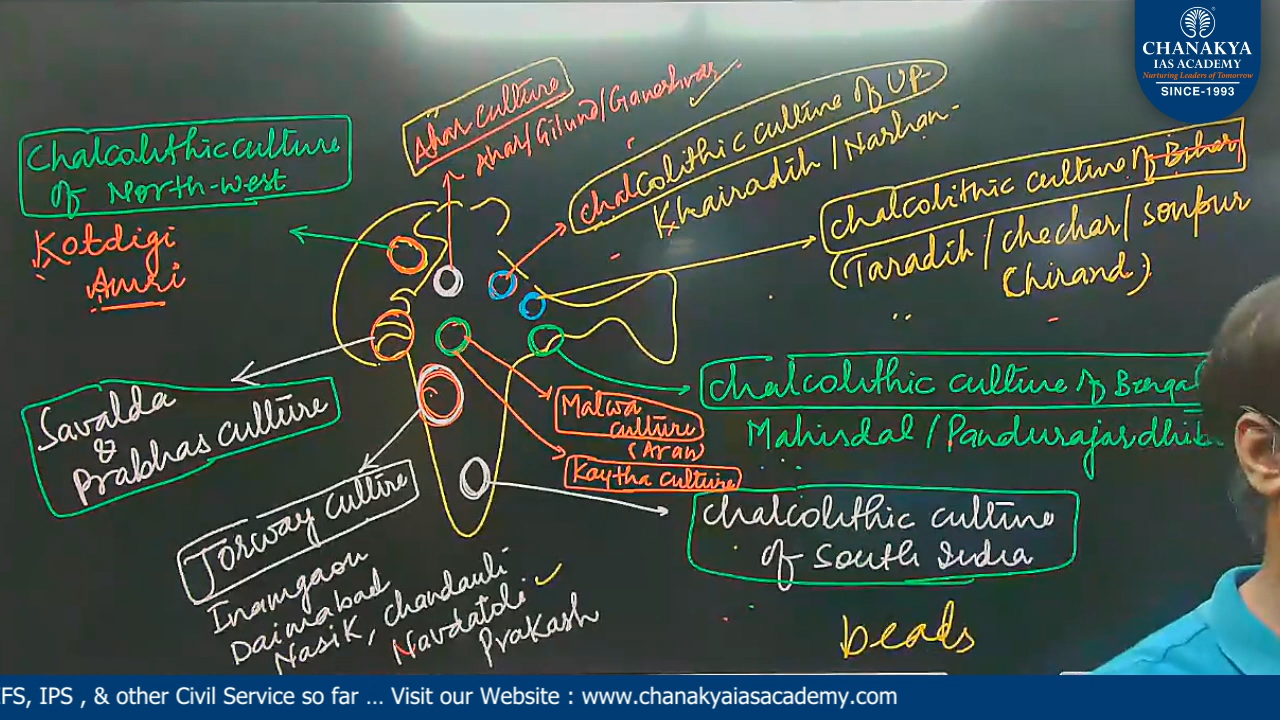 CHANAKYA
IAS ACADEMY
Nurturing Leaders of Tomorrow
SINCE-1993
Ahar culture
Ahar/Gilund/Ganeshwar
Chalcolithic culture of UP
Khairadih / Narhan
Chalcolithic culture of Bihar
(Taradih / chechar / sonpur
Chirand)
Chalcolithic culture
of North-west
Kotdigi
Amri
Savalda
&
Prabhas culture
Malwa
culture
(Aran)
Kaytha culture
Chalcolithic culture of Bengal
Mahisdal / Pandurajardhibi
Jorway culture
Inamgaon
Daimabad
Nasik, Chandauli
Navdatoli
Prakash
Chalcolithic culture
of South India
beads
FS, IPS , & other Civil Service so far ... Visit our Website : www.chanakyaiasacademy.com